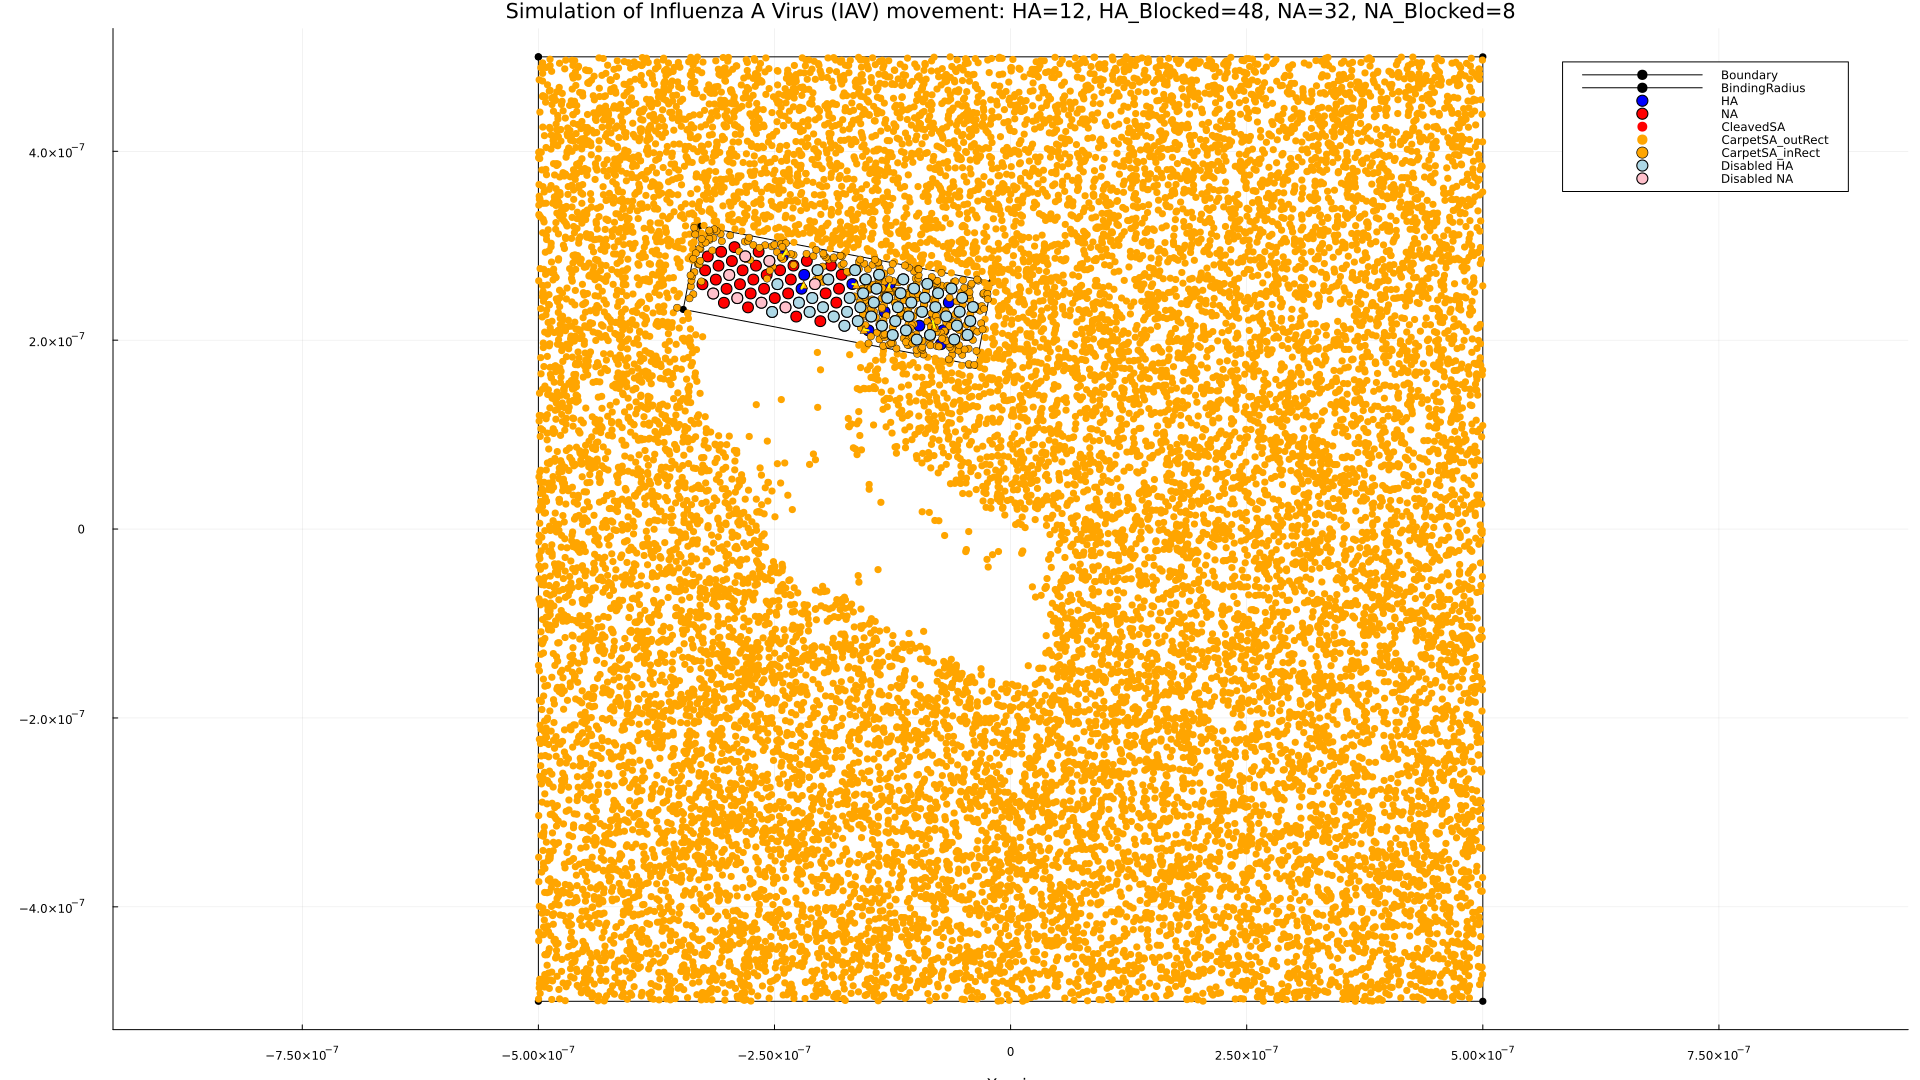 Simulation of Influenza A Virus (IAV) movement: HA=12, HA_Blocked=48, NA=32, NA_Blocked=8
Boundary
BindingRadius
HA
NA
CleavedSA
CarpetSA_outRect
CarpetSA_inRect
Disabled HA
Disabled NA
4.0×10⁻⁷
2.0×10⁻⁷
0
−2.0×10⁻⁷
−4.0×10⁻⁷
−7.50×10⁻⁷
−5.00×10⁻⁷
−2.50×10⁻⁷
0
2.50×10⁻⁷
5.00×10⁻⁷
7.50×10⁻⁷